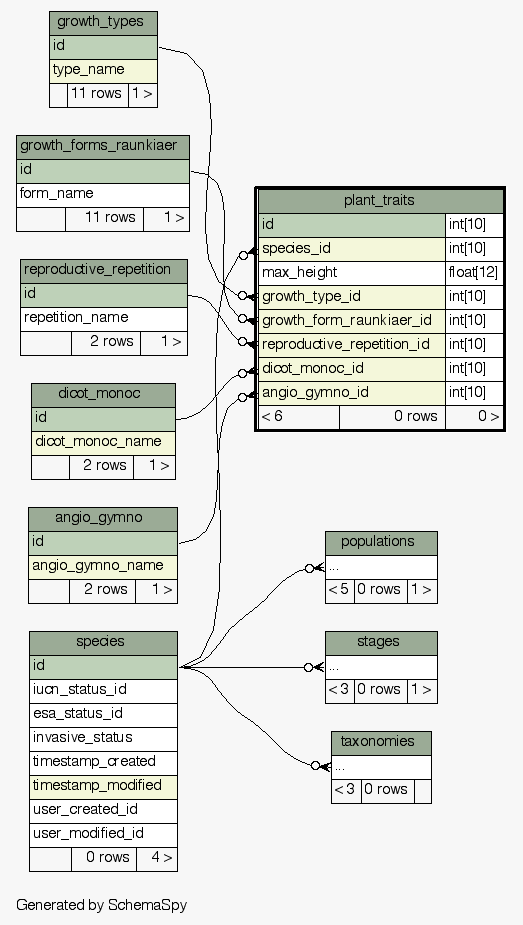 growth_types
id
type_name
11 rows 1 >
growth_forms_raunkiaer
id
form_name
11 rows 1 >
reproductive_repetition
id
repetition_name
2 rows 1 >
dicot_monoc
id
dicot_monoc_name
2 rows 1 >
angio_gymno
id
angio_gymno_name
2 rows 1 >
species
id
iucn_status_id
esa_status_id
invasive_status
timestamp_created
timestamp_modified
user_created_id
user_modified_id
0 rows 4 >
plant_traits
id int[10]
species_id int[10]
max_height float[12]
growth_type_id int[10]
growth_form_raunkiaer_id int[10]
reproductive_repetition_id int[10]
dicot_monoc_id int[10]
angio_gymno_id int[10]
< 6 0 rows 0 >
populations
...
< 5 0 rows 1 >
stages
...
< 3 0 rows 1 >
taxonomies
...
< 3 0 rows
Generated by SchemaSpy